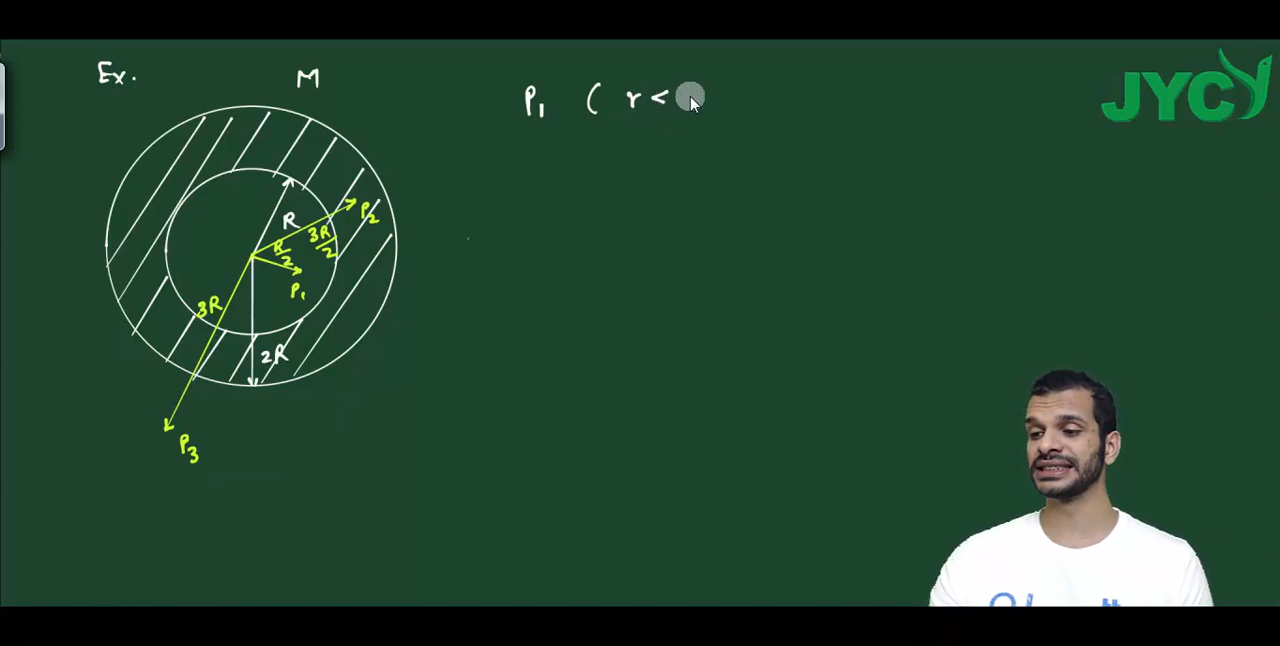 Ex. M
P₁ ( r <
JYC
R
P₂
3R/2
R/2
P₁
3R
2R
P₃